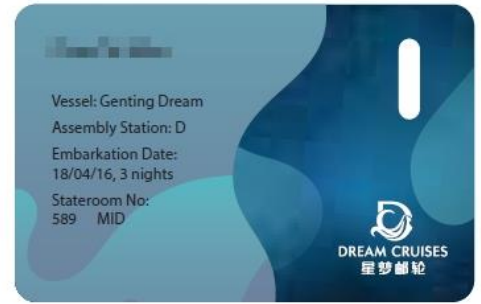 Vessel: Genting Dream
Assembly Station: D
Embarkation Date:
18/04/16, 3 nights
Stateroom No:
589 MID
DREAM CRUISES
星梦邮轮